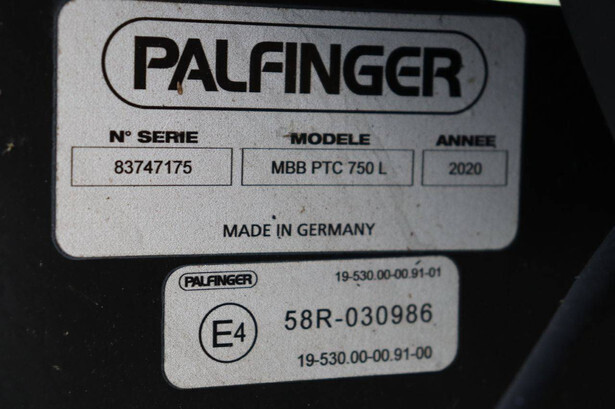 PALFINGER
N° SERIE MODELE ANNEE
83747175 MBB PTC 750 L 2020
MADE IN GERMANY
PALFINGER 19-530.00-00.91-01
E4 58R-030986
19-530.00-00.91-00